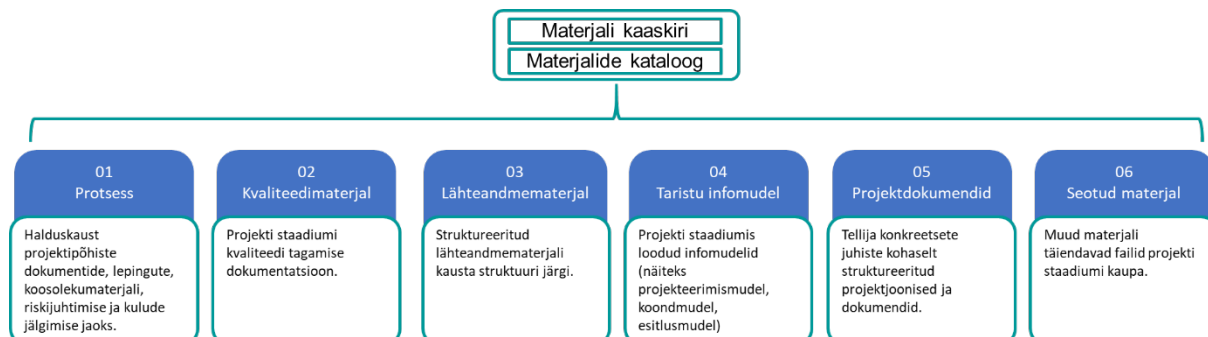 Materjali kaaskiri
Materjalide kataloog
01
Protsess
Halduskaust
projektipõhiste
dokumentide, lepingute,
koosolekumaterjali,
riskijuhtimise ja kulude
jälgimise jaoks.
02
Kvaliteedimaterjal
Projekti staadiumi
kvaliteedi tagamise
dokumentatsioon.
03
Lähteandmematerjal
Struktureeritud
lähteandmematerjali
kausta struktuuri järgi.
04
Taristu infomudel
Projekti staadiumis
loodud infomudelid
(näiteks
projekteerimismudel,
koondmudel,
esitlusmudel)
05
Projektdokumendid
Tellija konkreetsete
juhiste kohaselt
struktureeritud
projektjoonised ja
dokumendid.
06
Seotud materjal
Muud materjali
täiendavad failid projekti
staadiumi kaupa.